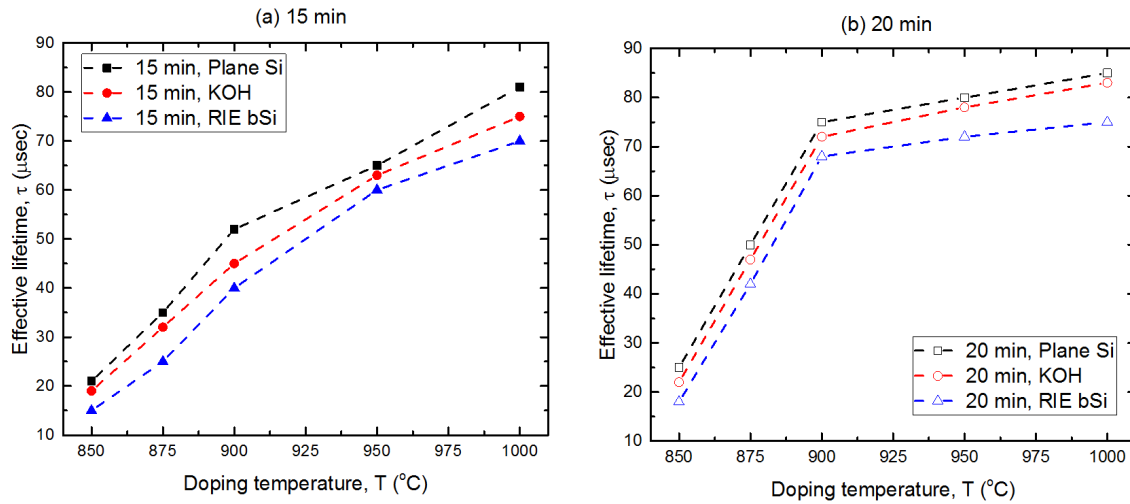 (a) 15 min
90
80
70
60
50
40
30
20
10
Effective lifetime, τ (μsec)
15 min, Plane Si
15 min, KOH
15 min, RIE bSi
850 875 900 925 950 975 1000
Doping temperature, T (°C)
(b) 20 min
90
80
70
60
50
40
30
20
10
Effective lifetime, τ (μsec)
20 min, Plane Si
20 min, KOH
20 min, RIE bSi
850 875 900 925 950 975 1000
Doping temperature, T (°C)